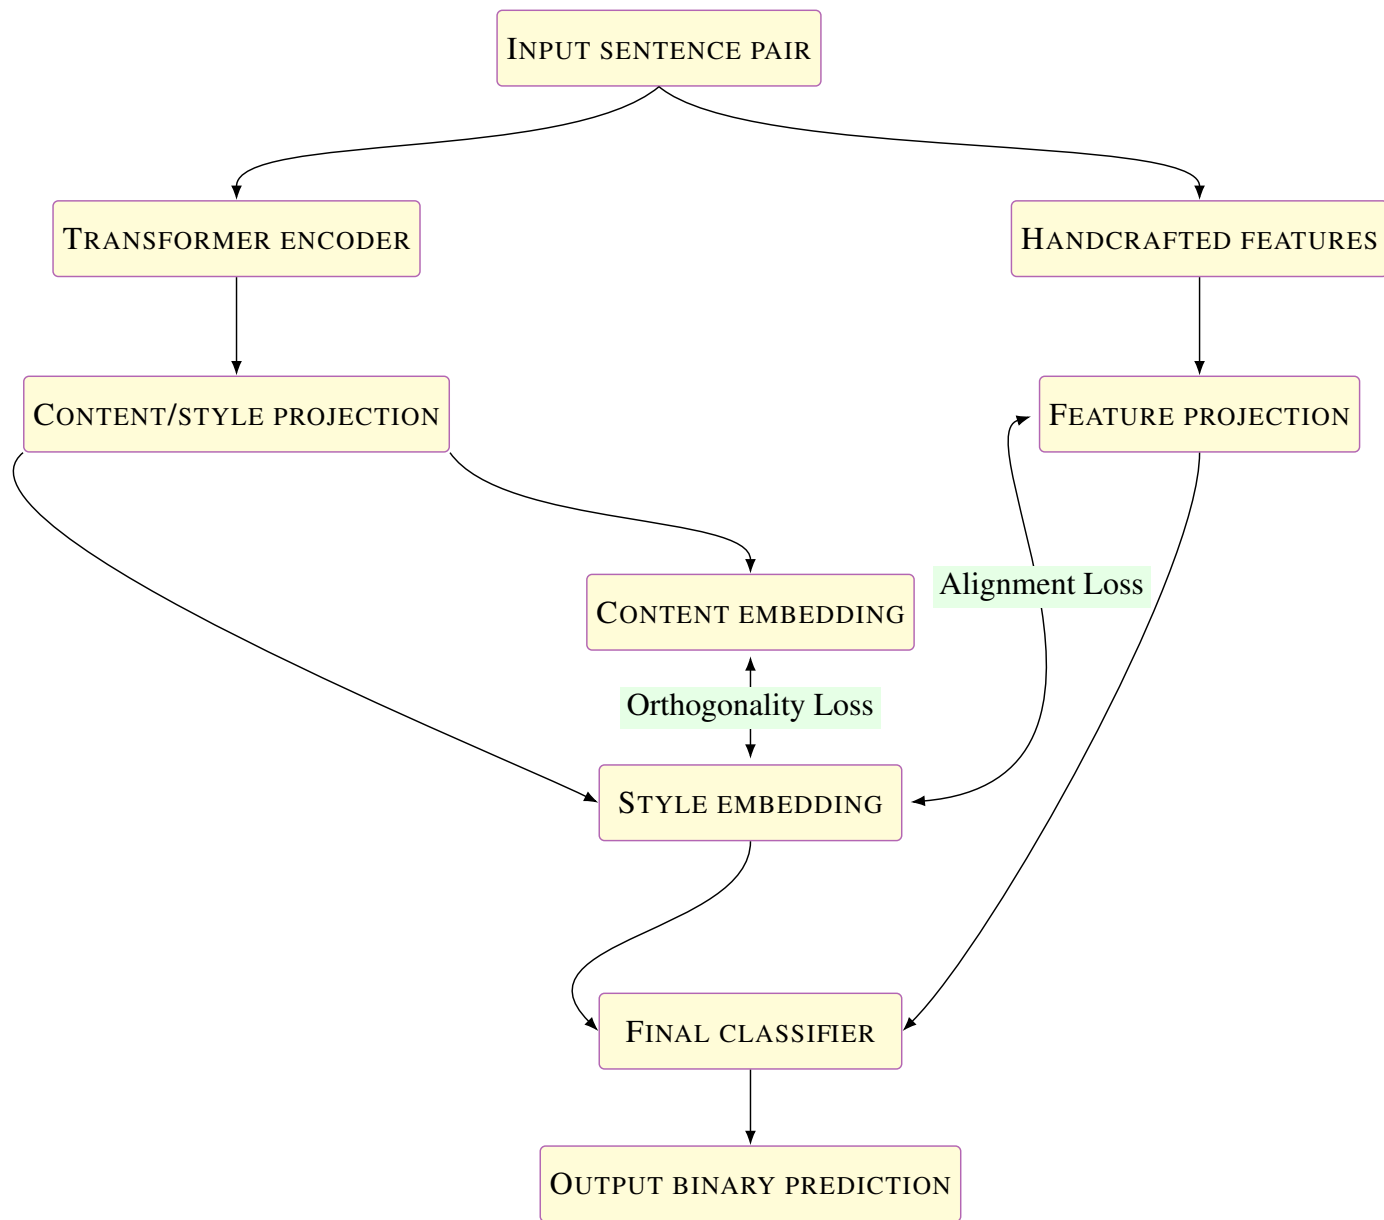 INPUT SENTENCE PAIR
TRANSFORMER ENCODER
HANDCRAFTED FEATURES
CONTENT/STYLE PROJECTION
FEATURE PROJECTION
Alignment Loss
CONTENT EMBEDDING
Orthogonality Loss
STYLE EMBEDDING
FINAL CLASSIFIER
OUTPUT BINARY PREDICTION